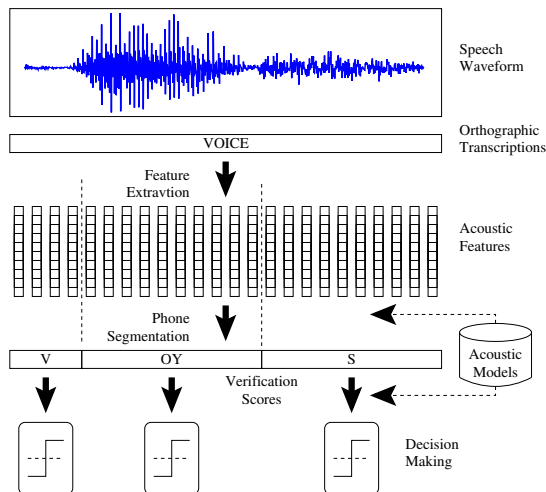 Speech
Waveform
VOICE
Orthographic
Transcriptions
Feature
Extravtion
Acoustic
Features
Phone
Segmentation
V OY S
Acoustic
Models
Verification
Scores
Decision
Making